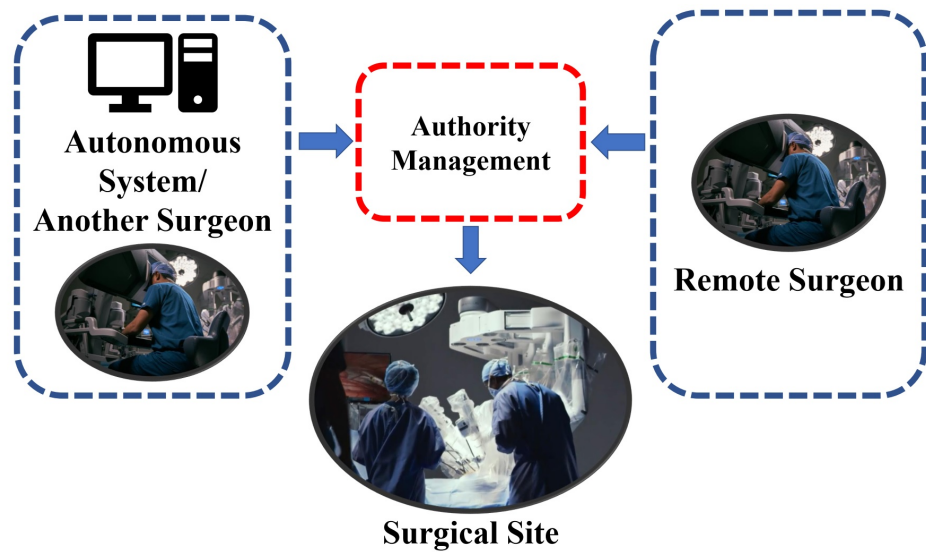 Autonomous
System/
Another Surgeon
Authority
Management
Remote Surgeon
Surgical Site